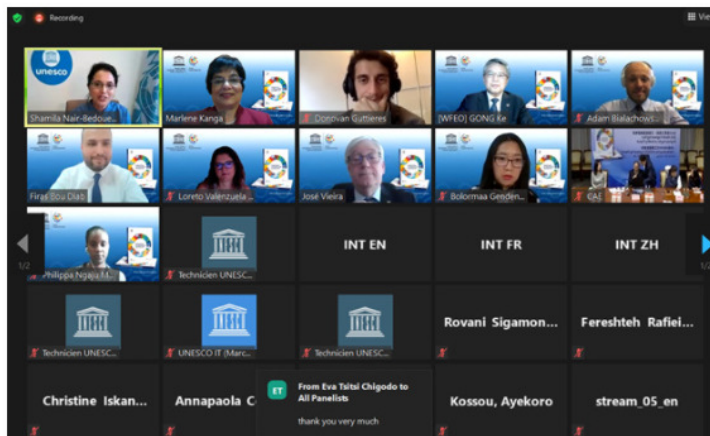 Recording
View
unesco
Shamila Nair-Bedoue...
Marlene Kanga
Donovan Guttieres
[WFEO] GONG Ke
Adam Bialachows...
Firas Bou Diab
Loreto Valenzuela ...
José Vieira
Bolormaa Genden...
CAE
1/2
Philippa Ngaju M...
Technicien UNESC...
INT EN
INT FR
INT ZH
1/2
Technicien UNESC...
UNESCO IT (Marc...
Technicien UNESC...
Rovani Sigamon...
Fereshteh Rafiei...
Christine Iskan...
Annapaola C
ET
From Eva Tsitsi Chigodo to
All Panelists
thank you very much
Kossou, Ayekoro
stream_05_en